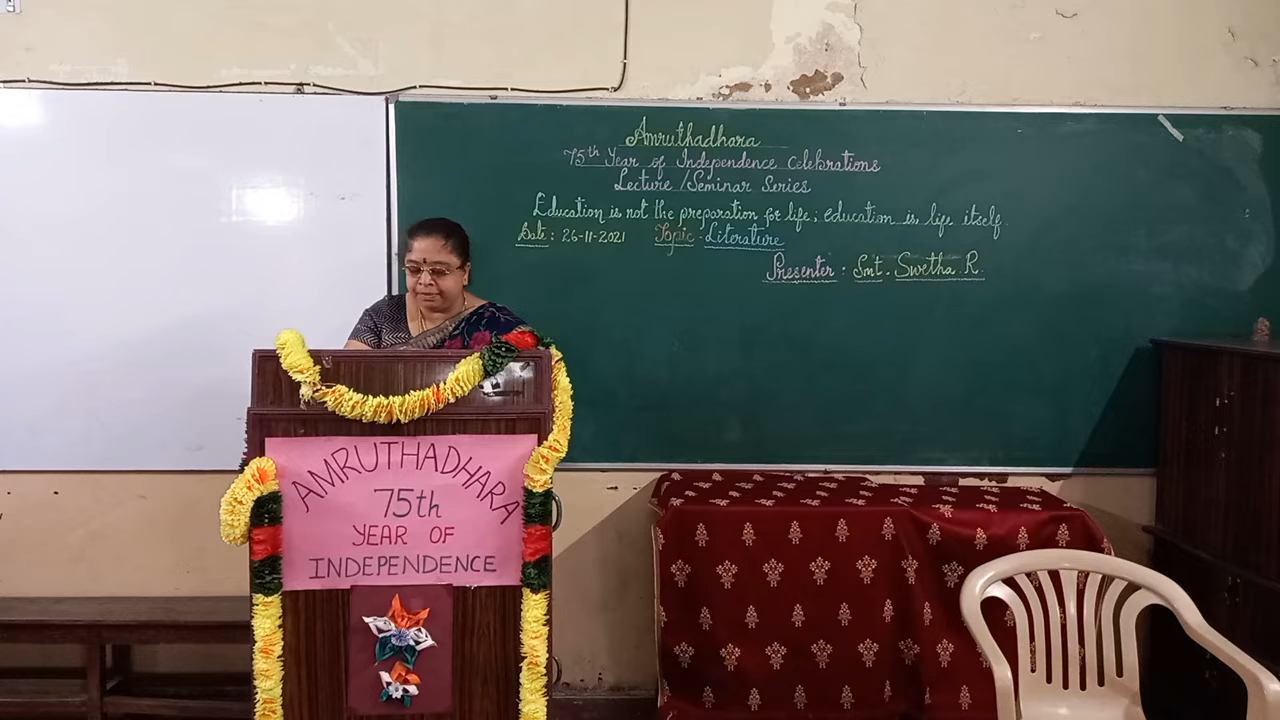 Amruthadhara
75th Year of Independence Celebrations
Lecture /Seminar Series
Education is not the preparation for life; education is life itself.
Date : 26-11-2021 Topic - Literature
Presenter : Smt. Swetha. R.
AMRUTHADHARA
75th
YEAR OF
INDEPENDENCE